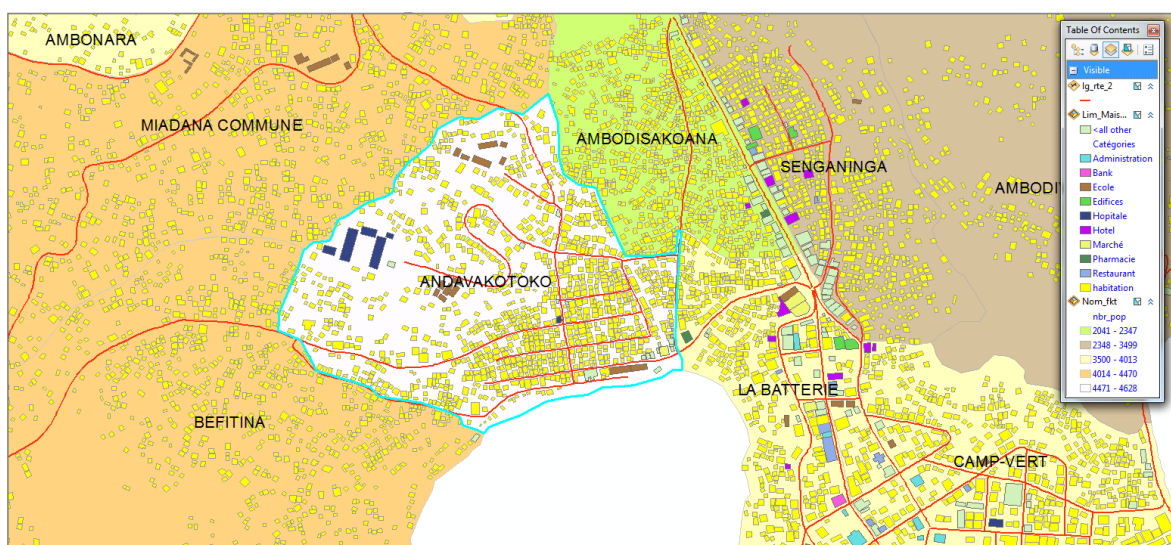 AMBONARA
MIADANA COMMUNE
AMBODISAKOANA
SENGANINGA
AMBODI
ANDAVAKOTOKO
LA BATTERIE
BEFITINA
CAMP-VERT
Table Of Contents
Visible
lg_rte_2
Lim_Mais...
<all other
Catégories
Administration
Bank
Ecole
Edifices
Hopitale
Hotel
Marché
Pharmacie
Restaurant
habitation
Nom_fkt
nbr_pop
2041 - 2347
2348 - 3499
3500 - 4013
4014 - 4470
4471 - 4628